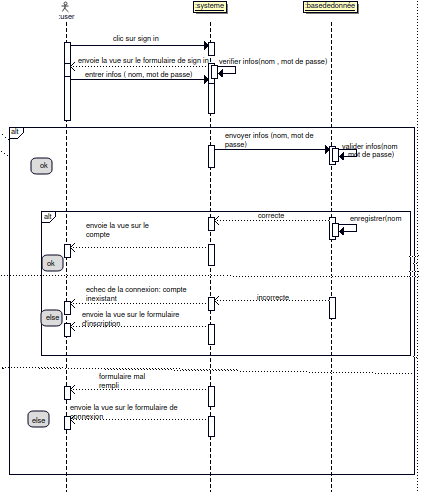 :user
:systeme
:basededonnée
clic sur sign in
envoie la vue sur le formulaire de sign in
verifier infos(nom , mot de passe)
entrer infos ( nom, mot de passe)
alt
envoyer infos (nom, mot de
passe)
valider infos(nom
, mot de passe)
ok
alt
correcte
enregistrer(nom
envoie la vue sur le
compte
ok
echec de la connexion: compte
inexistant
incorrecte
else
envoie la vue sur le formulaire
d'inscription
formulaire mal
rempli
envoie la vue sur le formulaire de
connexion
else